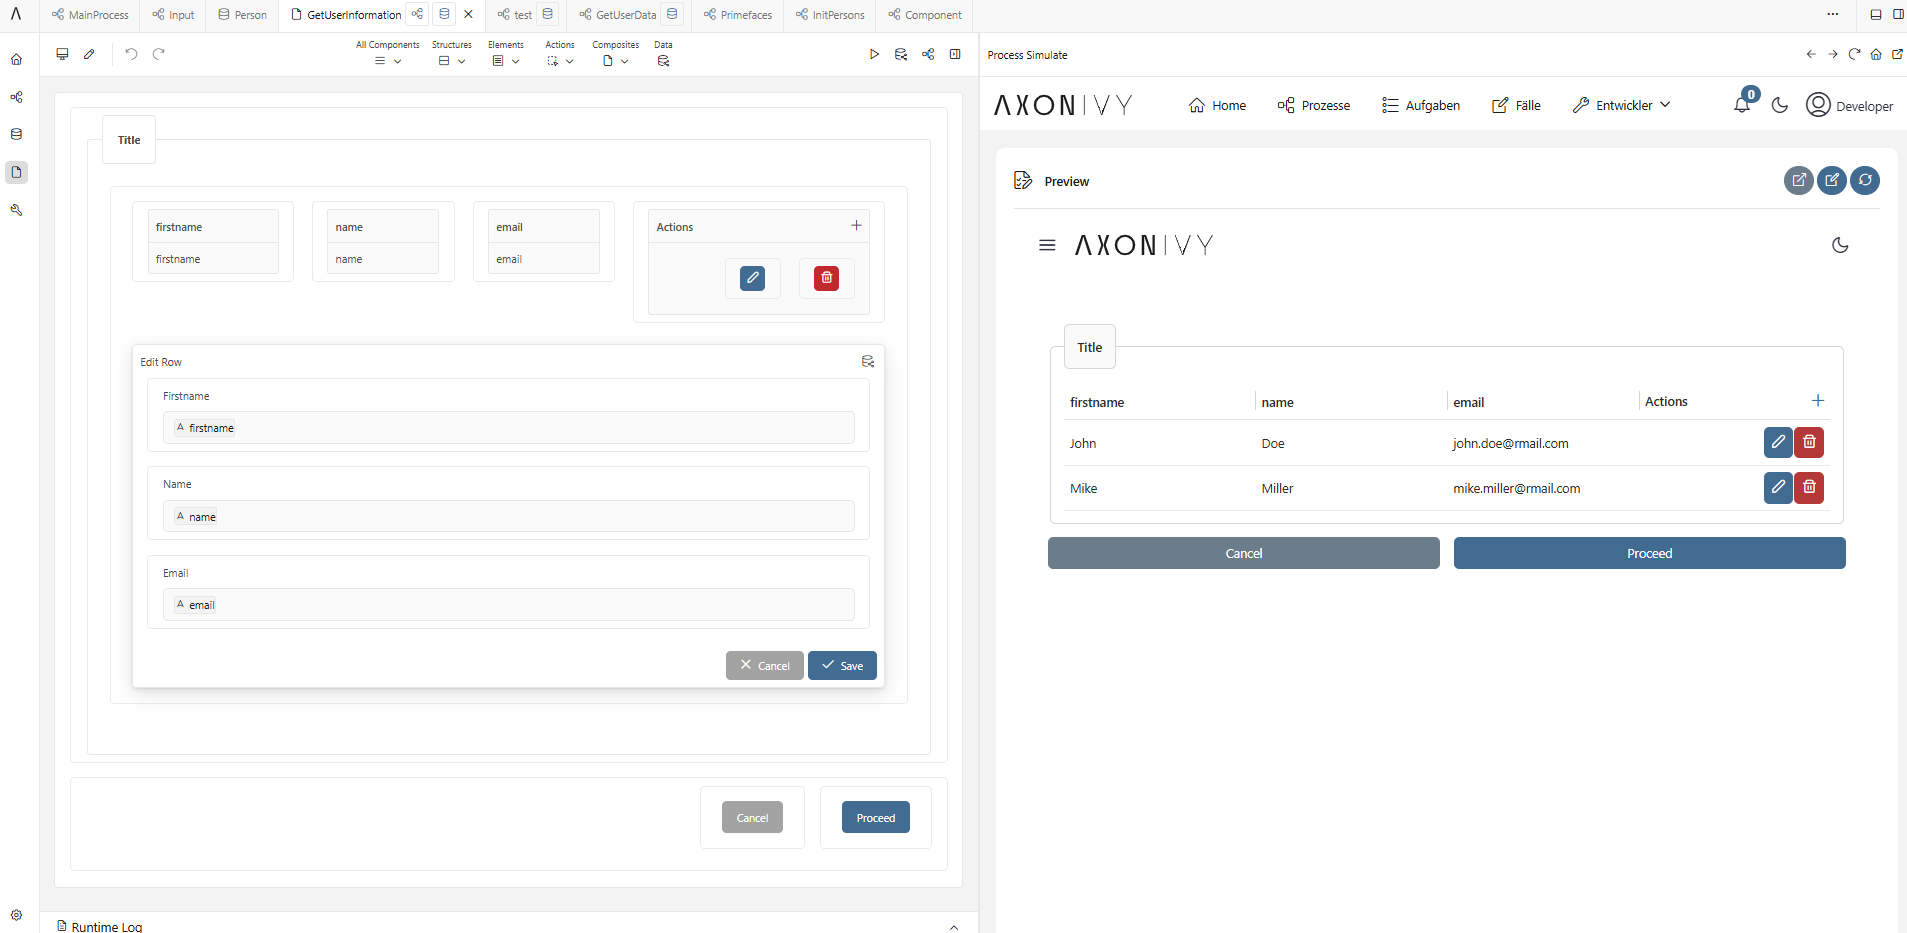 MainProcess
Input
Person
GetUserInformation
test
GetUserData
Primefaces
InitPersons
Component
All Components
Structures
Elements
Actions
Composites
Data
Process Simulate
AXONIVY
Home
Prozesse
Aufgaben
Fälle
Entwickler
0
Developer
Title
firstname
firstname
name
name
email
email
Actions
Edit Row
Firstname
A firstname
Name
A name
Email
A email
Cancel
Save
Cancel
Proceed
Runtime Log
Preview
AXONIVY
Title
firstname name email Actions
John Doe john.doe@rmail.com
Mike Miller mike.miller@rmail.com
Cancel
Proceed